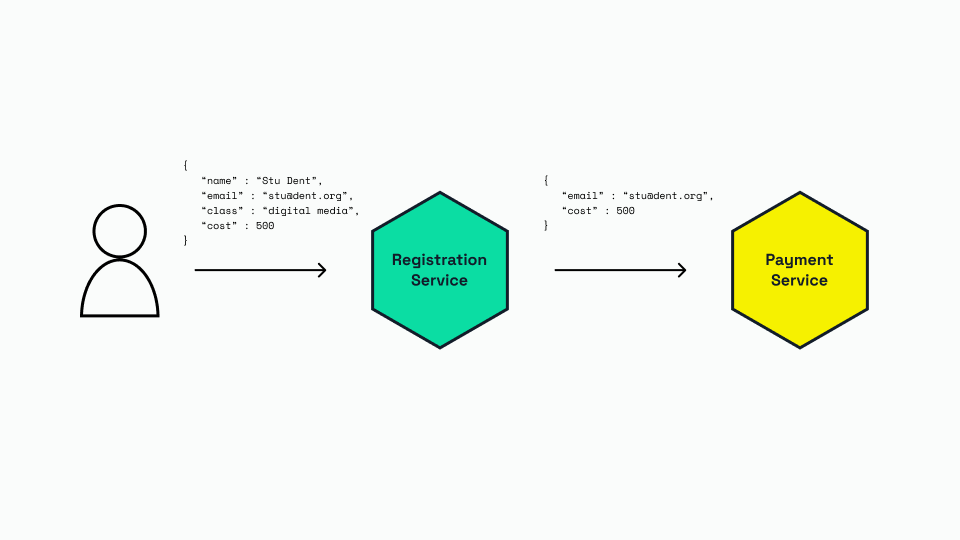 {
“name” : “Stu Dent”,
“email” : “stu@dent.org”,
“class” : “digital media”,
“cost” : 500
}
{
“email” : “stu@dent.org”,
“cost” : 500
}
Registration
Service
Payment
Service